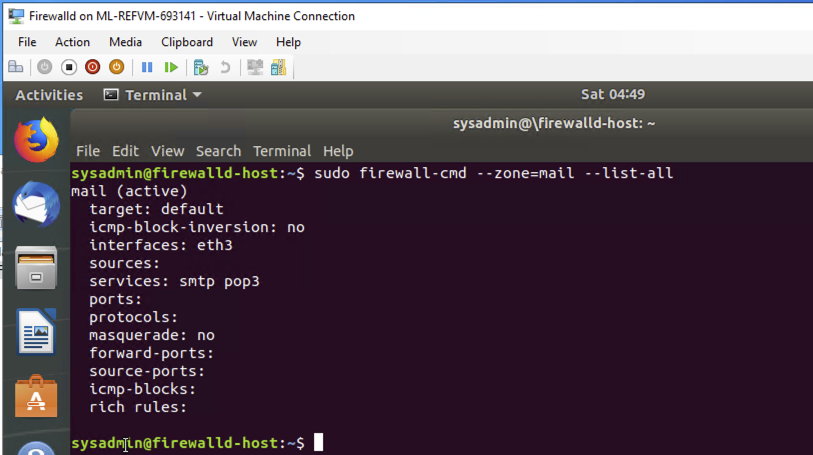 Firewalld on ML-REFVM-693141 - Virtual Machine Connection
File Action Media Clipboard View Help
Activities Terminal Sat 04:49
sysadmin@\firewalld-host: ~
File Edit View Search Terminal Help
sysadmin@firewalld-host:~$ sudo firewall-cmd --zone=mail --list-all
mail (active)
target: default
icmp-block-inversion: no
interfaces: eth3
sources:
services: smtp pop3
ports:
protocols:
masquerade: no
forward-ports:
source-ports:
icmp-blocks:
rich rules:
sysadmin@firewalld-host:~$